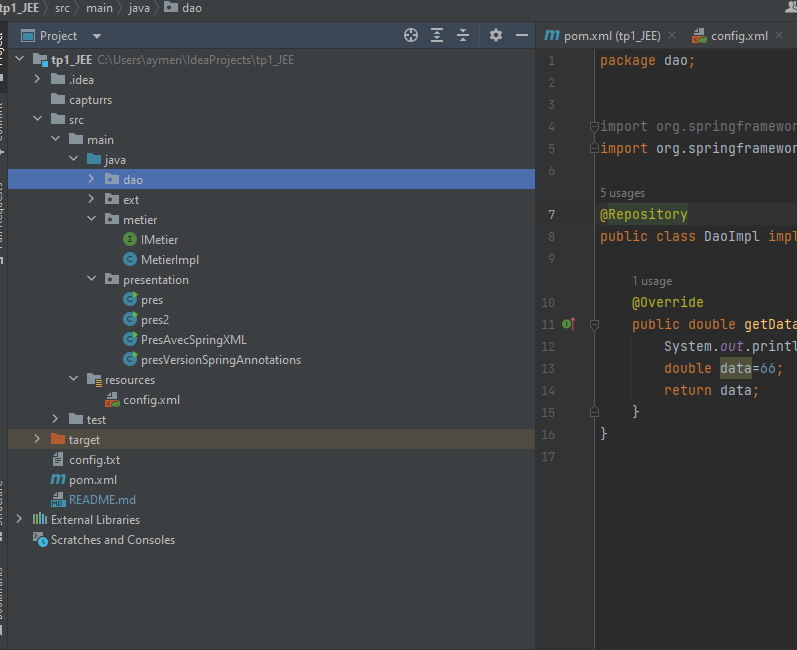 tp1_JEE > src > main > java > dao
Project
tp1_JEE C:\Users\aymen\IdeaProjects\tp1_JEE
.idea
capturrs
src
main
java
dao
ext
metier
IMetier
MetierImpl
presentation
pres
pres2
PresAvecSpringXML
presVersionSpringAnnotations
resources
config.xml
test
target
config.txt
pom.xml
README.md
External Libraries
Scratches and Consoles
pom.xml (tp1_JEE) config.xml
1 package dao;
2
3
4 import org.springframewor
5 import org.springframewor
6
5 usages
7 @Repository
8 public class DaoImpl impl
9
1 usage
10 @Override
11 public double getData
12 System.out.printl
13 double data=66;
14 return data;
15 }
16 }
17